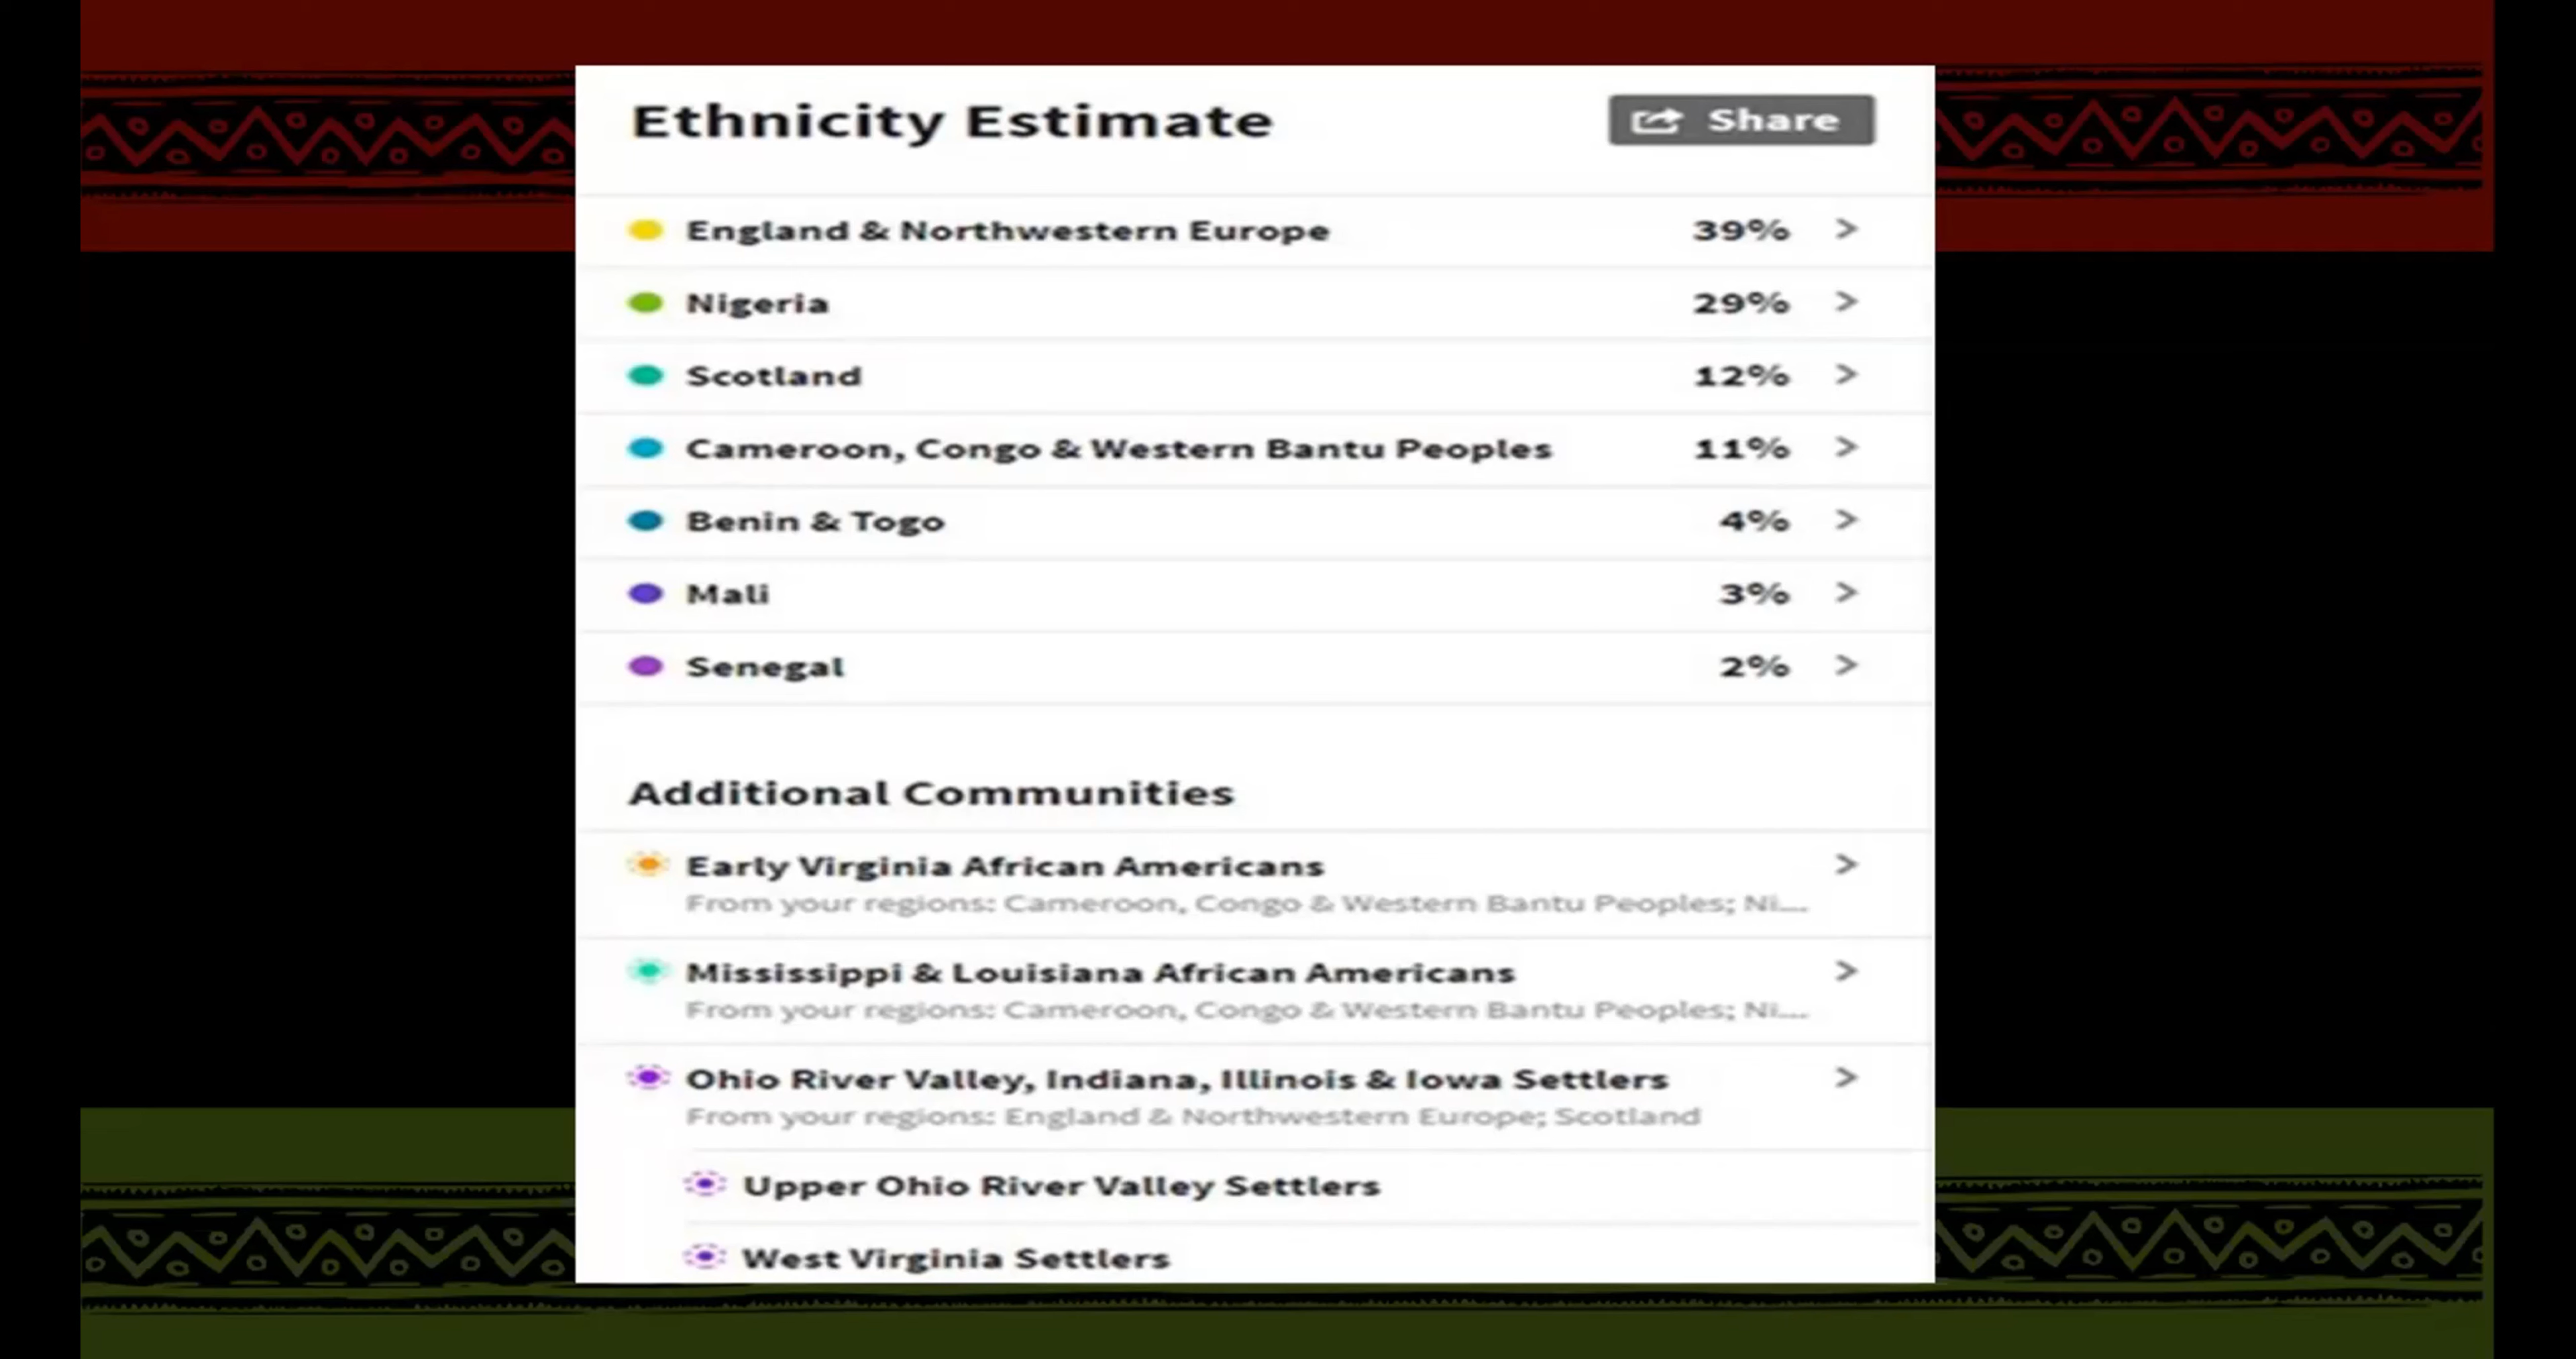 Ethnicity Estimate
Share
England & Northwestern Europe 39% >
Nigeria 29% >
Scotland 12% >
Cameroon, Congo & Western Bantu Peoples 11% >
Benin & Togo 4% >
Mali 3% >
Senegal 2% >
Additional Communities
Early Virginia African Americans >
From your regions: Cameroon, Congo & Western Bantu Peoples; Ni...
Mississippi & Louisiana African Americans >
From your regions: Cameroon, Congo & Western Bantu Peoples; Ni...
Ohio River Valley, Indiana, Illinois & Iowa Settlers >
From your regions: England & Northwestern Europe; Scotland
Upper Ohio River Valley Settlers
West Virginia Settlers